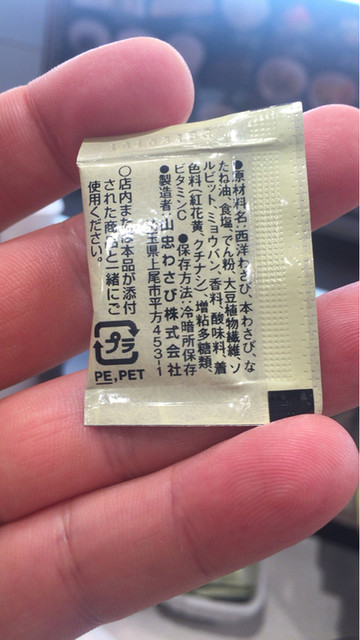 ●原材料名：西洋わさび、本わさび、な
たね油、食塩、でん粉、大豆植物繊維、ソ
ルビット、ミョウバン、香料、酸味料、着
色料（紅花黄、クチナシ）、増粘多糖類、
ビタミンC ●保存方法：冷暗所保存
●製造者：山忠わさび株式会社
玉県上尾市平方453-1
○店内または本品が添付
された商品と一緒にご
使用ください。
プラ
PE,PET